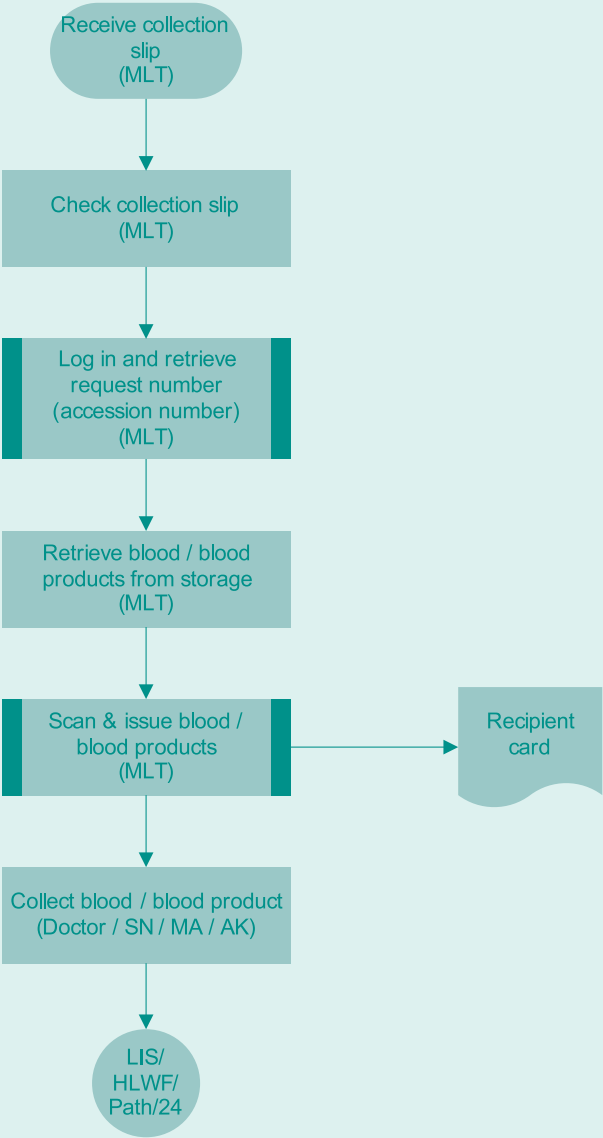 Receive collection
slip
(MLT)
Check collection slip
(MLT)
Log in and retrieve
request number
(accession number)
(MLT)
Retrieve blood / blood
products from storage
(MLT)
Scan & issue blood /
blood products
(MLT)
Recipient
card
Collect blood / blood product
(Doctor / SN / MA / AK)
LIS/
HLWF/
Path/24